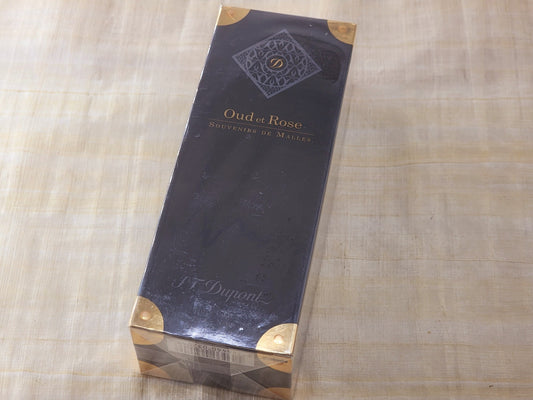 D
Oud et Rose
SOUVENIRS DE MALLES
S.T. Dupont